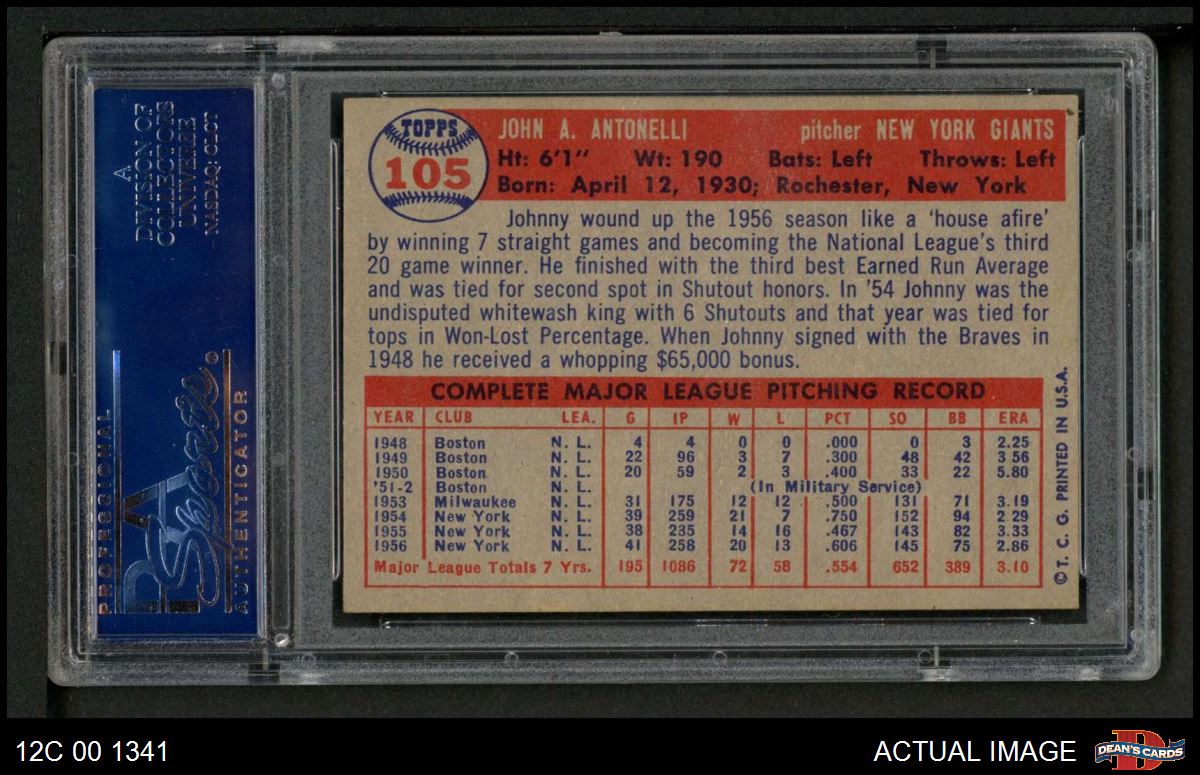 A
DIVISION OF
COLLECTORS
UNIVERSE
NASDAQ: CLCT
PROFESSIONAL
PSA
Sports®
AUTHENTICATOR
TOPPS
105
JOHN A. ANTONELLI pitcher NEW YORK GIANTS
Ht: 6'1" Wt: 190 Bats: Left Throws: Left
Born: April 12, 1930; Rochester, New York
Johnny wound up the 1956 season like a 'house afire'
by winning 7 straight games and becoming the National League's third
20 game winner. He finished with the third best Earned Run Average
and was tied for second spot in Shutout honors. In '54 Johnny was the
undisputed whitewash king with 6 Shutouts and that year was tied for
tops in Won-Lost Percentage. When Johnny signed with the Braves in
1948 he received a whopping $65,000 bonus.
COMPLETE MAJOR LEAGUE PITCHING RECORD
YEAR CLUB LEA. G IP W L PCT SO BB ERA
1948 Boston N. L. 4 4 0 0 .000 0 3 2.25
1949 Boston N. L. 22 96 3 7 .300 48 42 3.56
1950 Boston N. L. 20 59 2 3 .400 33 22 5.80
'51-2 Boston N. L. (In Military Service)
1953 Milwaukee N. L. 31 175 12 12 .500 131 71 3.19
1954 New York N. L. 39 259 21 7 .750 152 94 2.29
1955 New York N. L. 38 235 14 16 .467 143 82 3.33
1956 New York N. L. 41 258 20 13 .606 145 75 2.86
Major League Totals 7 Yrs. 195 1086 72 58 .554 652 389 3.10
© T. C. G. PRINTED IN U.S.A.
12C 00 1341
ACTUAL IMAGE
DEAN'S CARDS